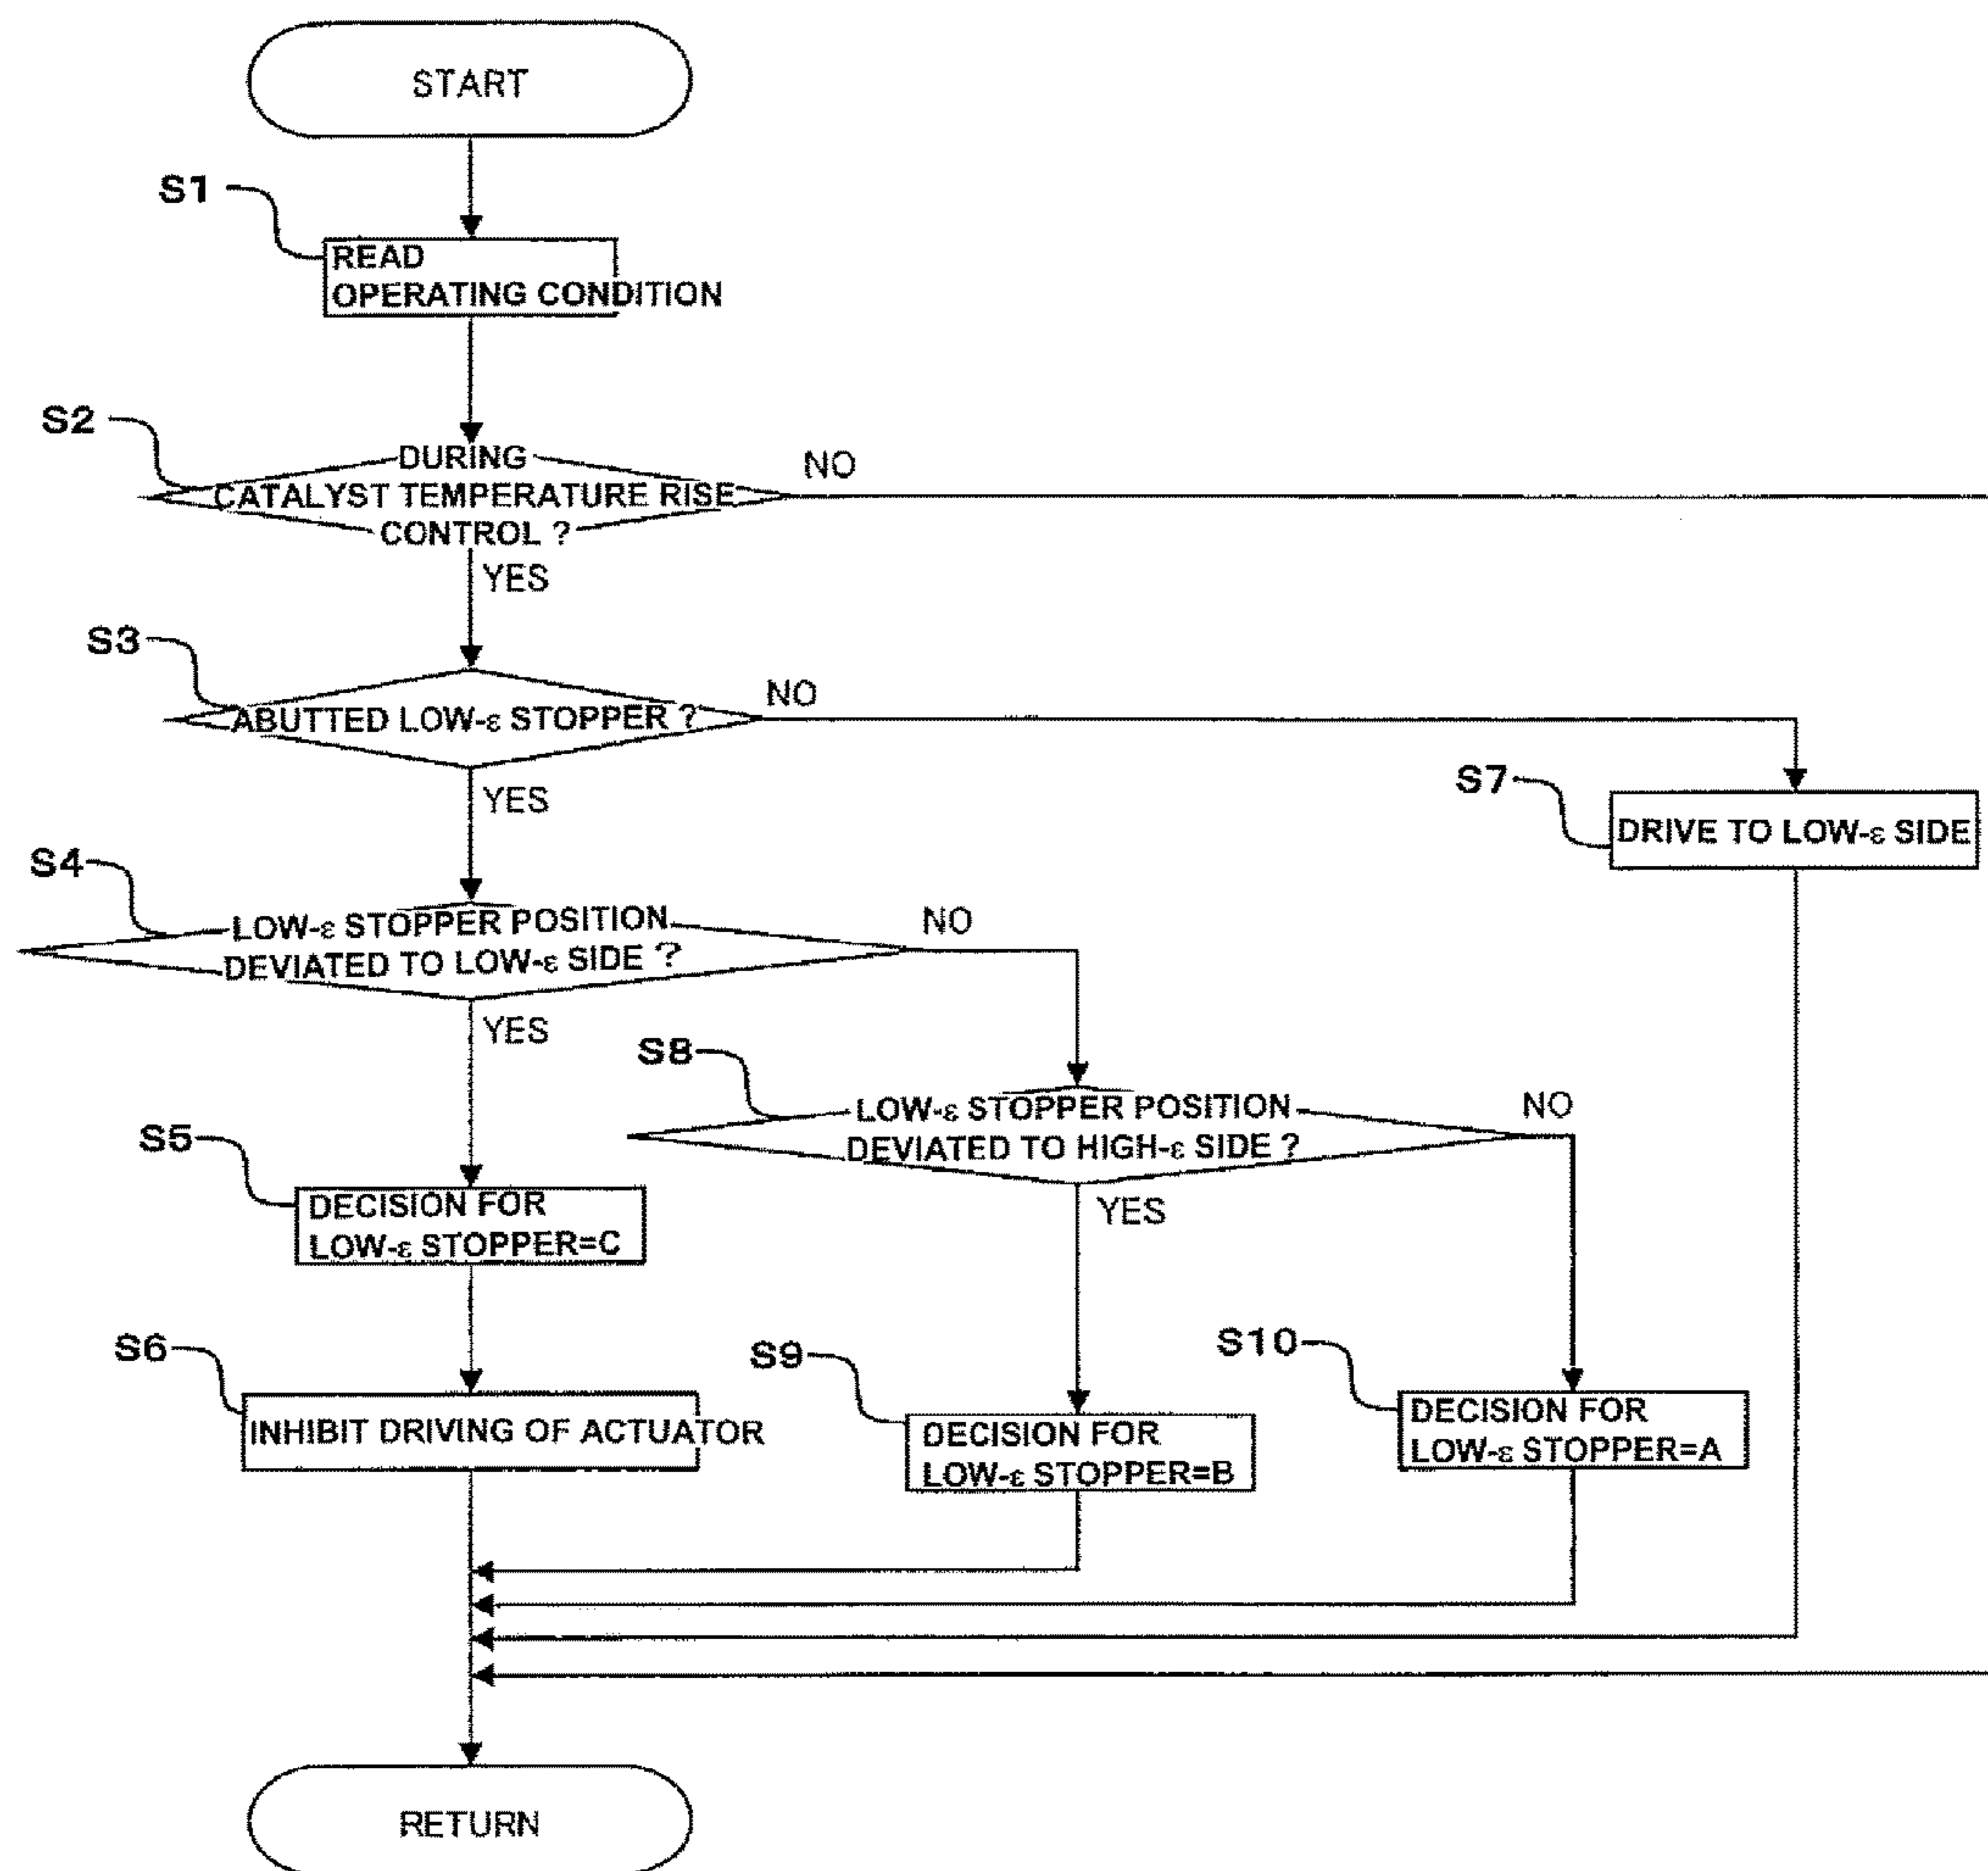 START
S1
READ
OPERATING CONDITION
S2
DURING
CATALYST TEMPERATURE RISE
CONTROL ?
NO
YES
S3
ABUTTED LOW-ε STOPPER ?
NO
YES
S7
DRIVE TO LOW-ε SIDE
S4
LOW-ε STOPPER POSITION
DEVIATED TO LOW-ε SIDE ?
NO
YES
S8
LOW-ε STOPPER POSITION
DEVIATED TO HIGH-ε SIDE ?
NO
YES
S5
DECISION FOR
LOW-ε STOPPER=C
S6
INHIBIT DRIVING OF ACTUATOR
S9
DECISION FOR
LOW-ε STOPPER=B
S10
DECISION FOR
LOW-ε STOPPER=A
RETURN